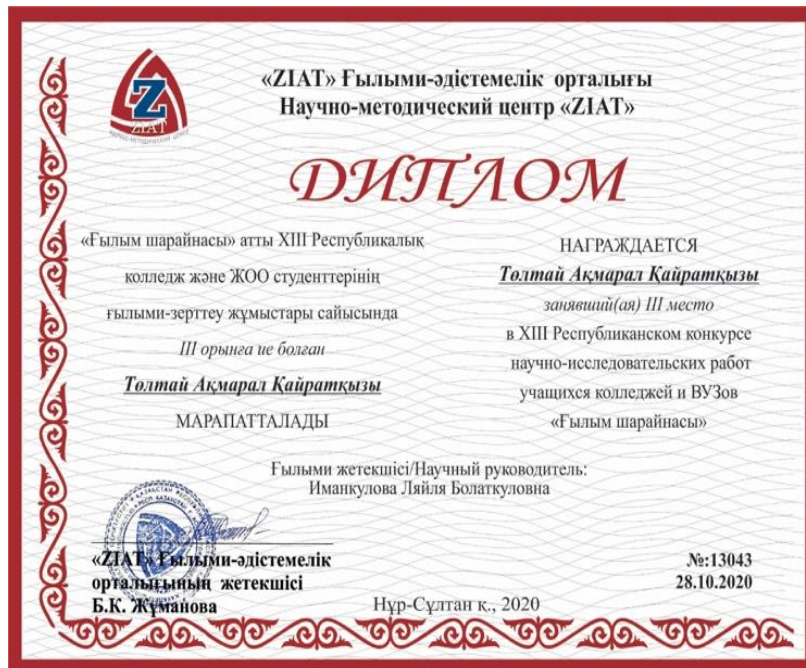 «ZIAT» Ғылыми-әдістемелік орталығы
Научно-методический центр «ZIAT»
Z
ZIAT
ДИПЛОМ
«Ғылым шарайнасы» атты XIII Республикалық
колледж және ЖОО студенттерінің
ғылыми-зерттеу жұмыстары сайысында
III орынға ие болған
Төлтай Ақмарал Қайратқызы
МАРАПАТТАЛАДЫ
НАГРАЖДАЕТСЯ
Төлтай Ақмарал Қайратқызы
занявший(ая) III место
в XIII Республиканском конкурсе
научно-исследовательских работ
учащихся колледжей и ВУЗов
«Ғылым шарайнасы»
Ғылыми жетекшісі/Научный руководитель:
Иманкулова Ляйля Болаткуловна
«ZIAT» Ғылыми-әдістемелік
орталығының жетекшісі
Б.К. Жұманова
Нұр-Сұлтан қ., 2020
№:13043
28.10.2020